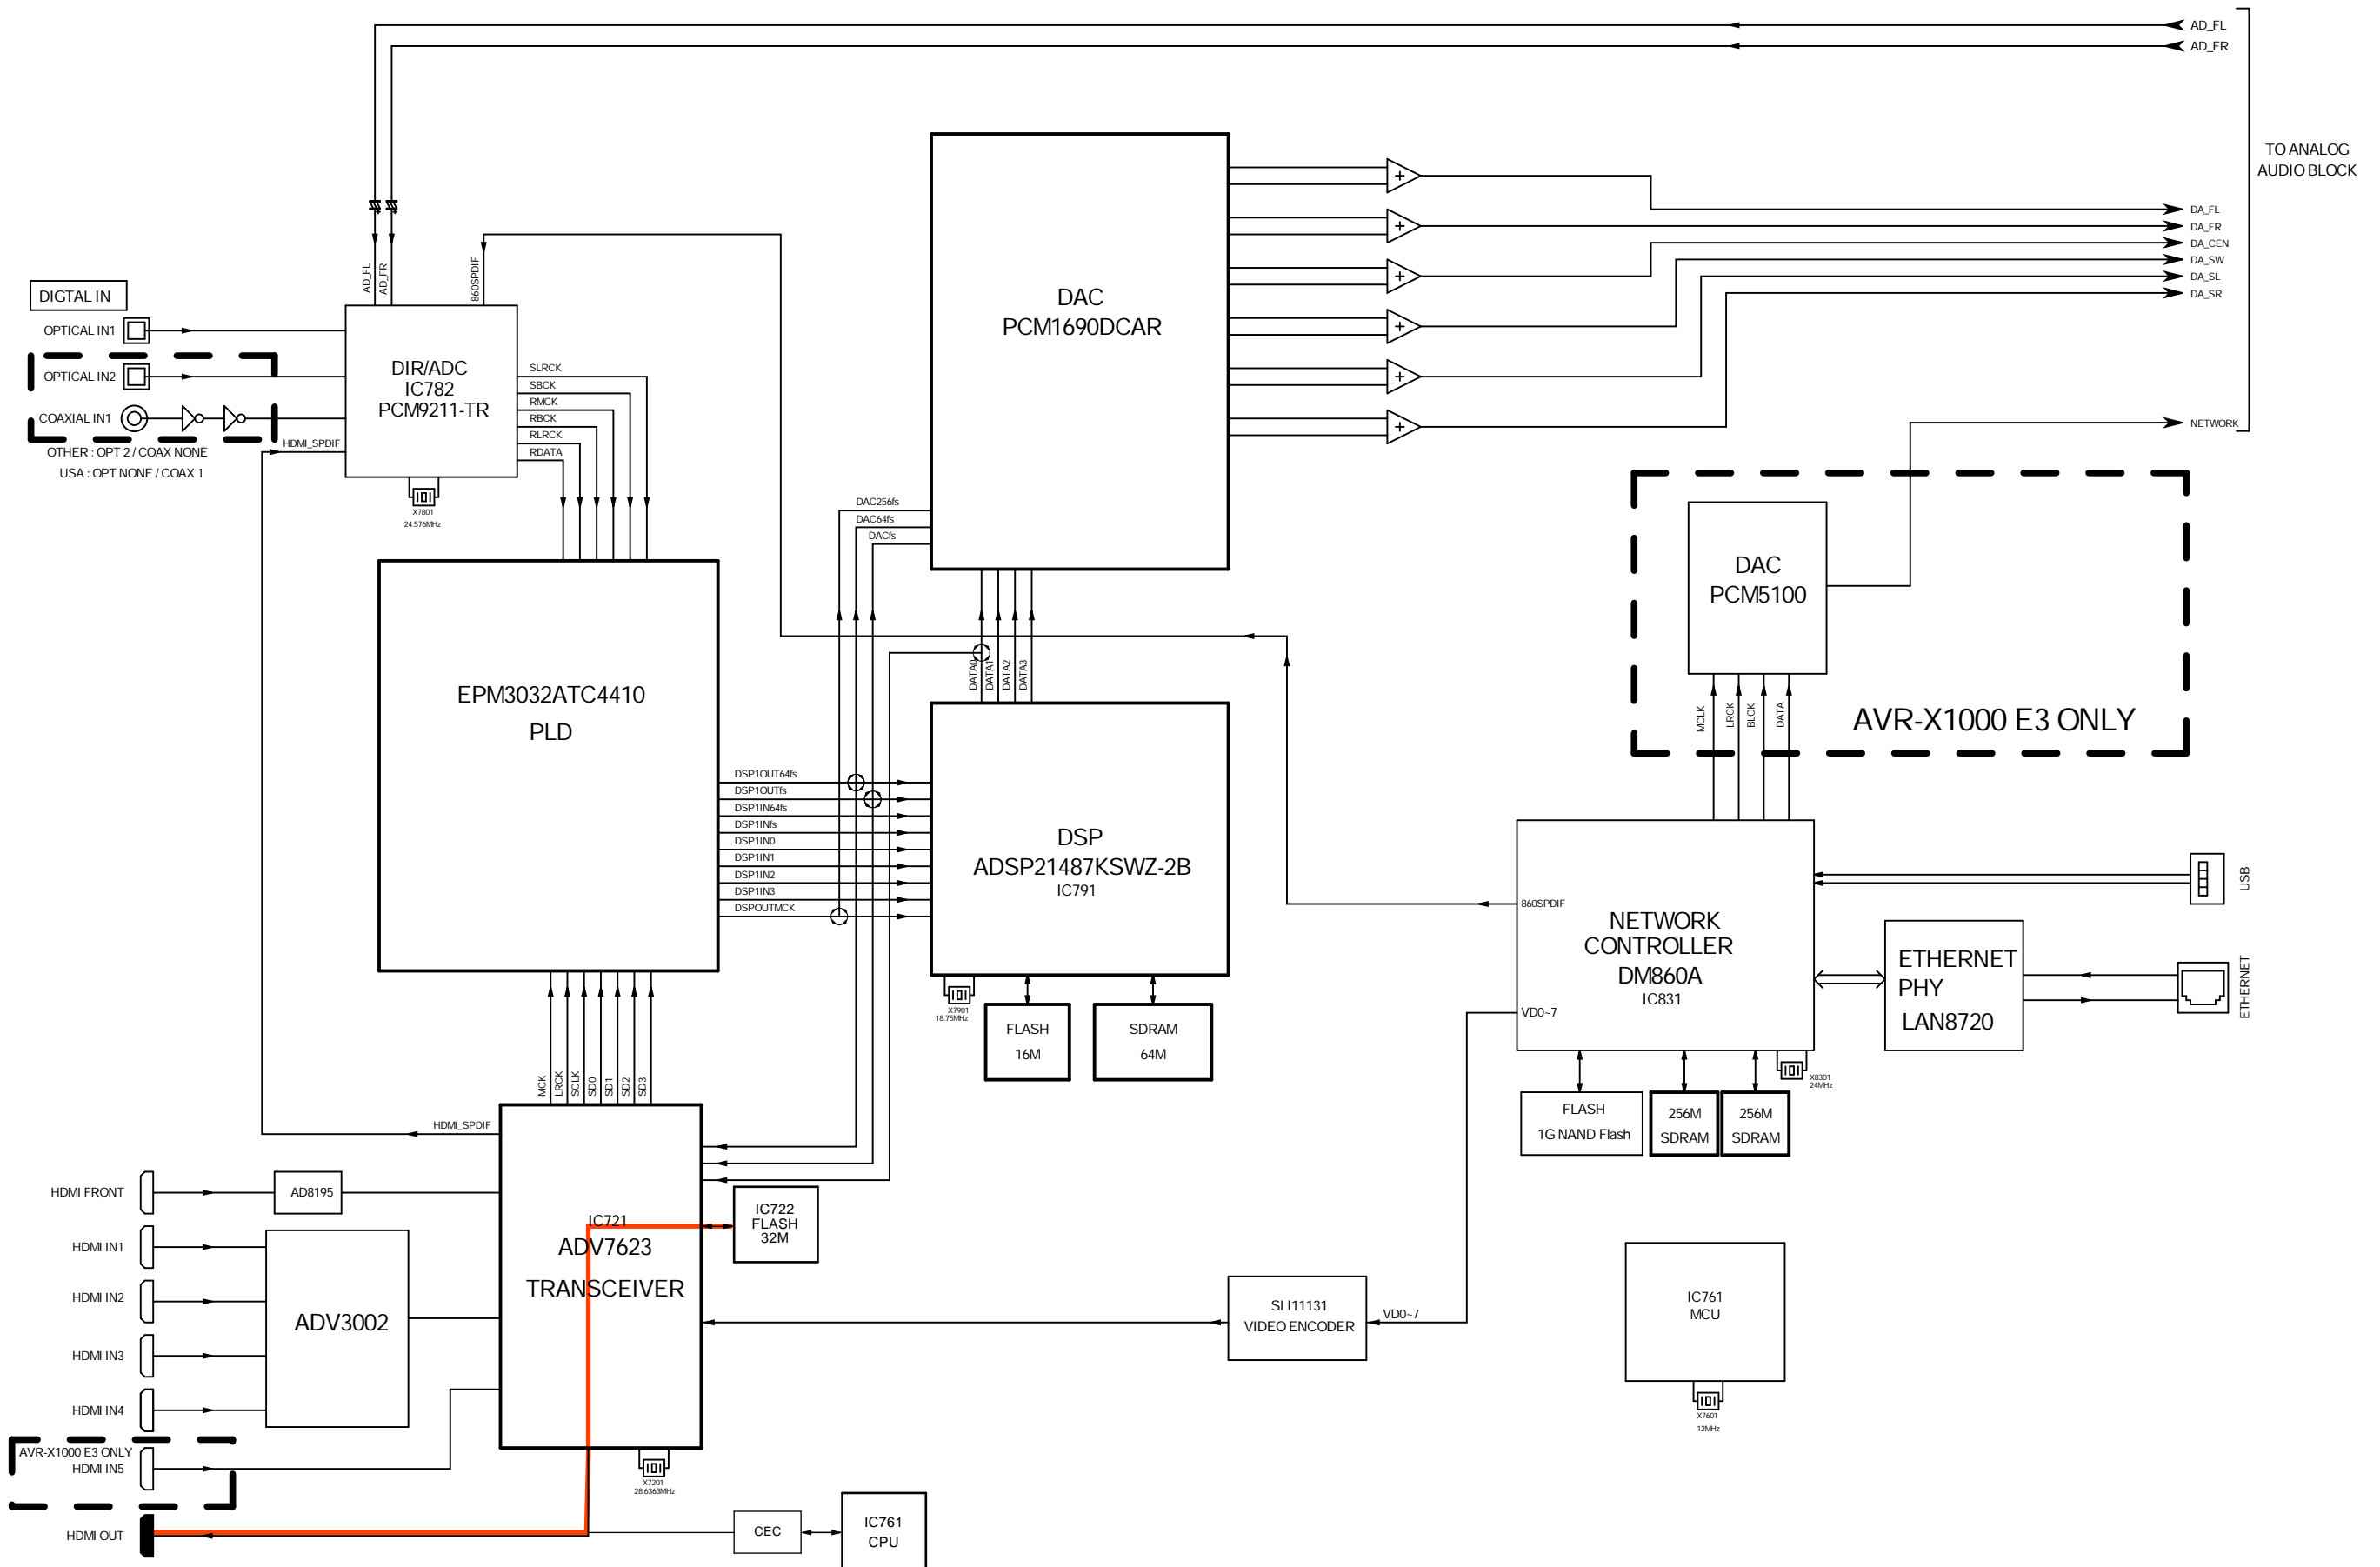 AD_FL
AD_FR
TO ANALOG
AUDIO BLOCK
DA_FL
DA_FR
DA_CEN
DA_SW
DA_SL
DA_SR
NETWORK
DAC
PCM1690DCAR
AD_FL
AD_FR
860SPDIF
DIGTAL IN
OPTICAL IN1
OPTICAL IN2
COAXIAL IN1
OTHER : OPT 2 / COAX NONE
USA : OPT NONE / COAX 1
HDMI_SPDIF
DIR/ADC
IC782
PCM9211-TR
SLRCK
SBCK
RMCK
RBCK
RLRCK
RDATA
X7801
24.576MHz
DAC256fs
DAC64fs
DACfs
DAC
PCM5100
AVR-X1000 E3 ONLY
MCLK
LRCK
BLCK
DATA
EPM3032ATC4410
PLD
DATA0
DATA1
DATA2
DATA3
DSP1OUT64fs
DSP1OUTfs
DSP1IN64fs
DSP1INfs
DSP1IN0
DSP1IN1
DSP1IN2
DSP1IN3
DSPOUTMCK
DSP
ADSP21487KSWZ-2B
IC791
X7901
18.75MHz
FLASH
16M
SDRAM
64M
860SPDIF
NETWORK
CONTROLLER
DM860A
IC831
VD0~7
USB
ETHERNET
PHY
LAN8720
ETHERNET
X8301
24MHz
FLASH
1G NAND Flash
256M
SDRAM
256M
SDRAM
MCK
LRCK
SCLK
SD0
SD1
SD2
SD3
HDMI_SPDIF
HDMI FRONT
AD8195
HDMI IN1
HDMI IN2
HDMI IN3
HDMI IN4
ADV3002
AVR-X1000 E3 ONLY
HDMI IN5
HDMI OUT
IC721
ADV7623
TRANSCEIVER
IC722
FLASH
32M
X7201
28.6363MHz
SLI11131
VIDEO ENCODER
VD0~7
IC761
MCU
X7601
12MHz
CEC
IC761
CPU